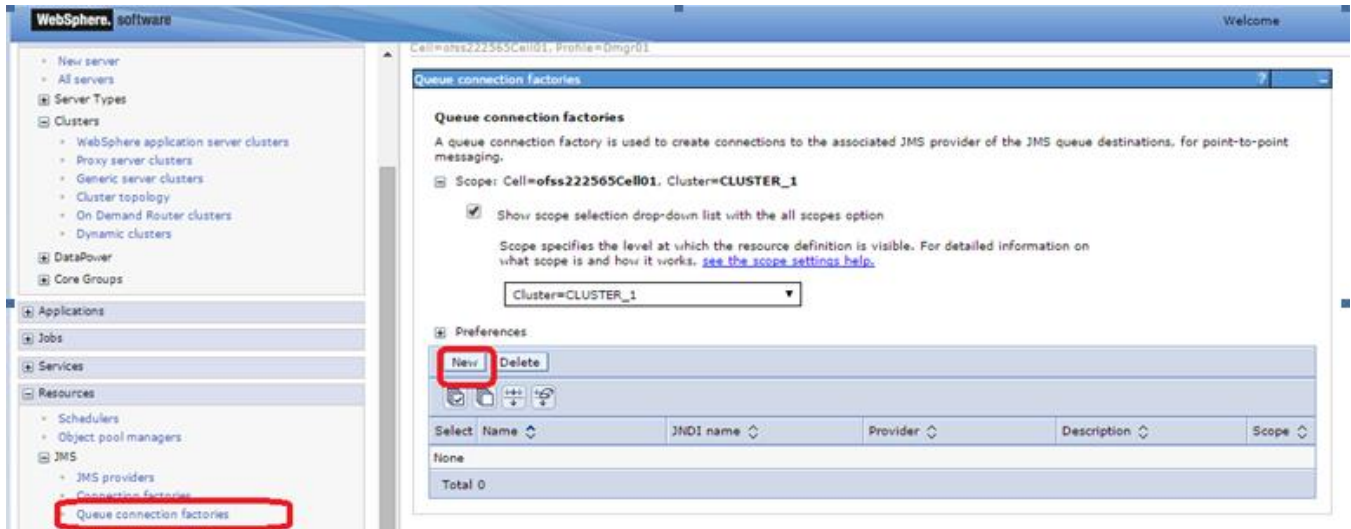 WebSphere. software
Welcome
New server
All servers
Server Types
Clusters
WebSphere application server clusters
Proxy server clusters
Generic server clusters
Cluster topology
On Demand Router clusters
Dynamic clusters
DataPower
Core Groups
Applications
Jobs
Services
Resources
Schedulers
Object pool managers
JMS
JMS providers
Connection factories
Queue connection factories
Cell=ofss222565Cell01, Profile=Dmgr01
Queue connection factories ? -
Queue connection factories
A queue connection factory is used to create connections to the associated JMS provider of the JMS queue destinations, for point-to-point
messaging.
Scope: Cell=ofss222565Cell01, Cluster=CLUSTER_1
Show scope selection drop-down list with the all scopes option
Scope specifies the level at which the resource definition is visible. For detailed information on
what scope is and how it works, see the scope settings help.
Cluster=CLUSTER_1
Preferences
New Delete
Select Name JNDI name Provider Description Scope
None
Total 0